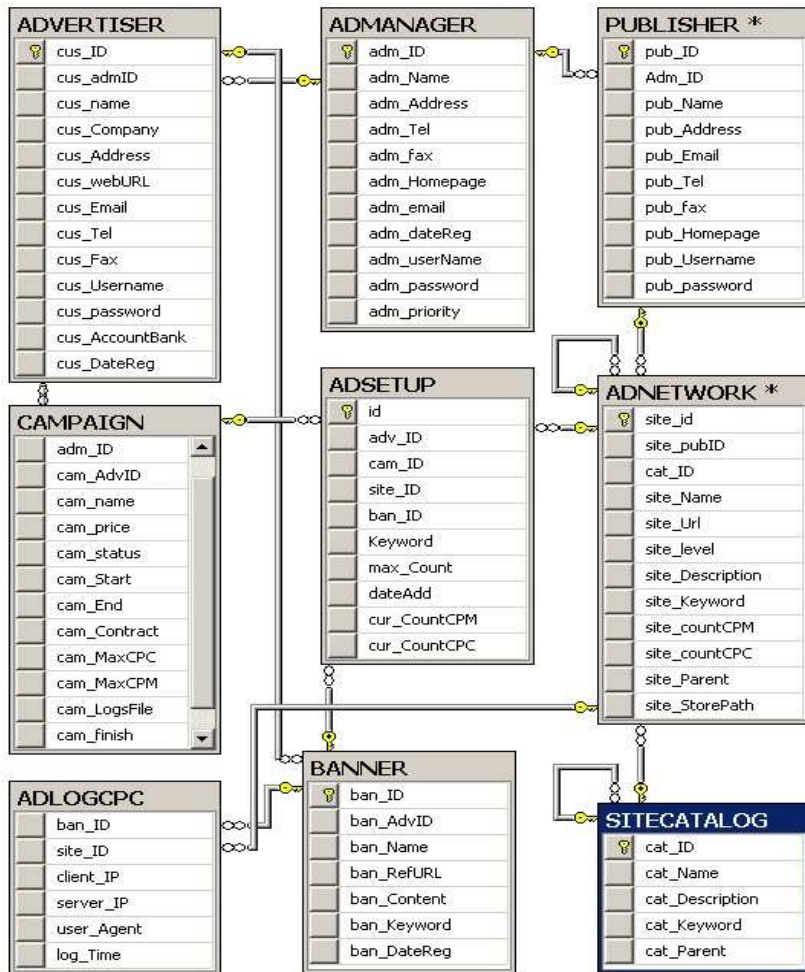 ADVERTISER
cus_ID
cus_admID
cus_name
cus_Company
cus_Address
cus_webURL
cus_Email
cus_Tel
cus_Fax
cus_Username
cus_password
cus_AccountBank
cus_DateReg
ADMANAGER
adm_ID
adm_Name
adm_Address
adm_Tel
adm_fax
adm_Homepage
adm_email
adm_dateReg
adm_userName
adm_password
adm_priority
PUBLISHER *
pub_ID
Adm_ID
pub_Name
pub_Address
pub_Email
pub_Tel
pub_fax
pub_Homepage
pub_Username
pub_password
CAMPAIGN
adm_ID
cam_AdvID
cam_name
cam_price
cam_status
cam_Start
cam_End
cam_Contract
cam_MaxCPC
cam_MaxCPM
cam_LogsFile
cam_finish
ADSETUP
id
adv_ID
cam_ID
site_ID
ban_ID
Keyword
max_Count
dateAdd
cur_CountCPM
cur_CountCPC
ADNETWORK *
site_id
site_pubID
cat_ID
site_Name
site_Url
site_level
site_Description
site_Keyword
site_countCPM
site_countCPC
site_Parent
site_StorePath
ADLOGCPC
ban_ID
site_ID
client_IP
server_IP
user_Agent
log_Time
BANNER
ban_ID
ban_AdvID
ban_Name
ban_RefURL
ban_Content
ban_Keyword
ban_DateReg
SITECATALOG
cat_ID
cat_Name
cat_Description
cat_Keyword
cat_Parent